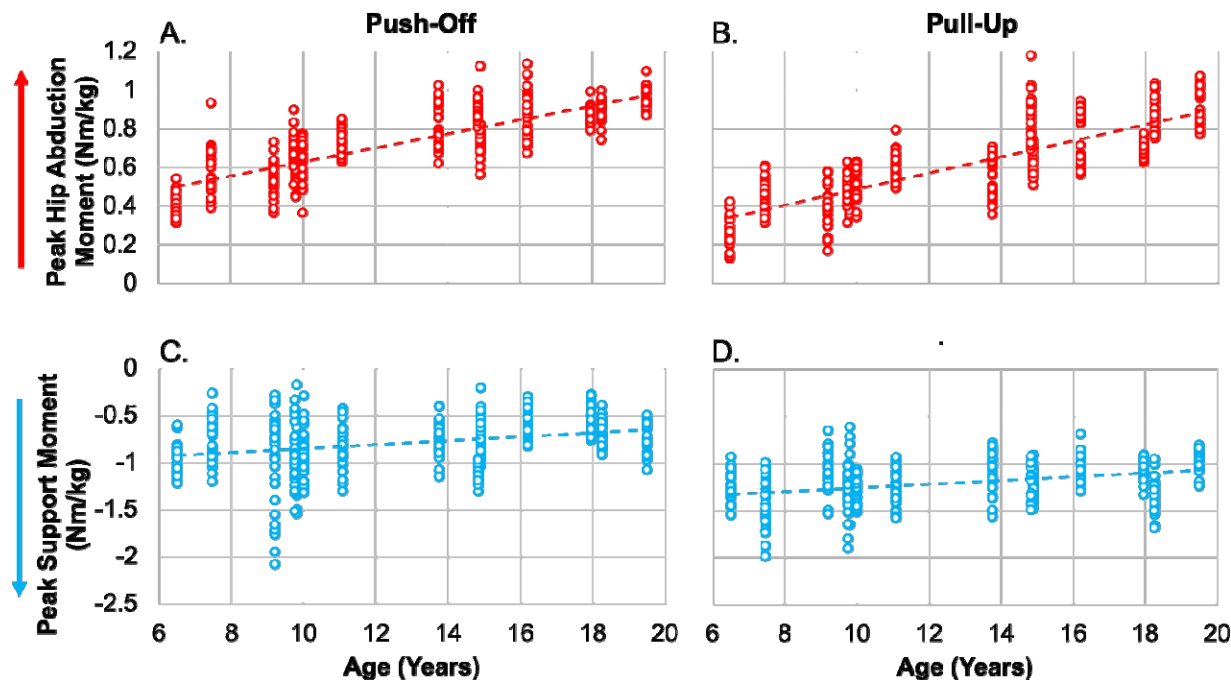 Push-Off
Pull-Up
A.
B.
Peak Hip Abduction
Moment (Nm/kg)
1.2
1
0.8
0.6
0.4
0.2
0
C.
D.
Peak Support Moment
(Nm/kg)
0
-0.5
-1
-1.5
-2
-2.5
6 8 10 12 14 16 18 20
6 8 10 12 14 16 18 20
Age (Years)
Age (Years)